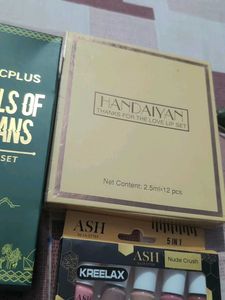 CPLUS
LS OF
ANS
SET
HANDAIYAN
THANKS FOR THE LOVE LIP SET
Net Content: 2.5ml×12 pcs
ASH
5 IN 1
KREELAX
ASH
Nude Crush